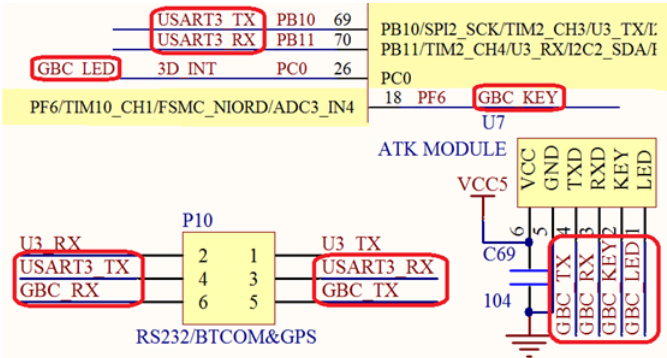 USART3_TX PB10 69
USART3_RX PB11 70
GBC_LED 3D_INT PC0 26
PB10/SPI2_SCK/TIM2_CH3/U3_TX/I2
PB11/TIM2_CH4/U3_RX/I2C2_SDA/
PC0
PF6/TIM10_CH1/FSMC_NIORD/ADC3_IN4
18 PF6 GBC_KEY
U7
ATK MODULE
VCC
GND
TXD
RXD
KEY
LED
VCC5
6
5
4
3
2
1
GBC_TX
GBC_RX
GBC_KEY
GBC_LED
C69
104
P10
U3_RX 2 1 U3_TX
USART3_TX 4 3 USART3_RX
GBC_RX 6 5 GBC_TX
RS232/BTCOM&GPS